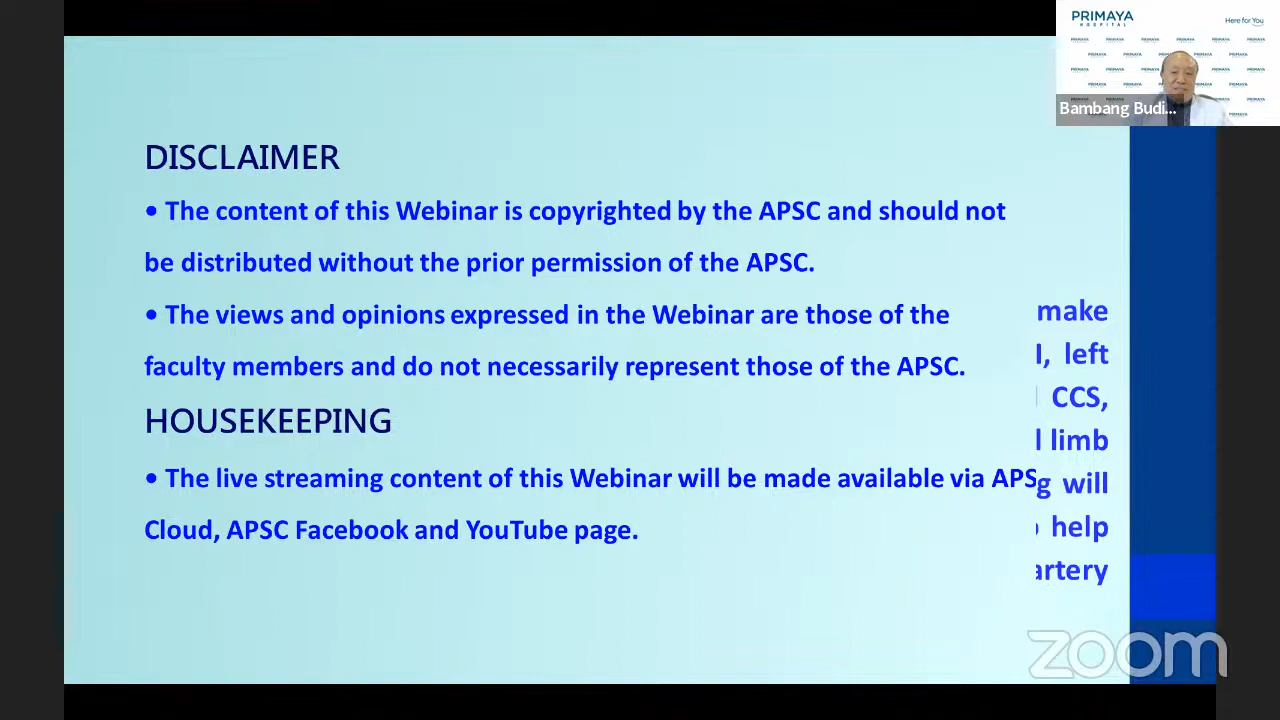 PRIMAYA
HOSPITAL
Here for You
Bambang Budi...
DISCLAIMER
• The content of this Webinar is copyrighted by the APSC and should not
be distributed without the prior permission of the APSC.
• The views and opinions expressed in the Webinar are those of the
faculty members and do not necessarily represent those of the APSC.
HOUSEKEEPING
• The live streaming content of this Webinar will be made available via APS
Cloud, APSC Facebook and YouTube page.
make
left
CCS,
limb
will
help
artery
zoom